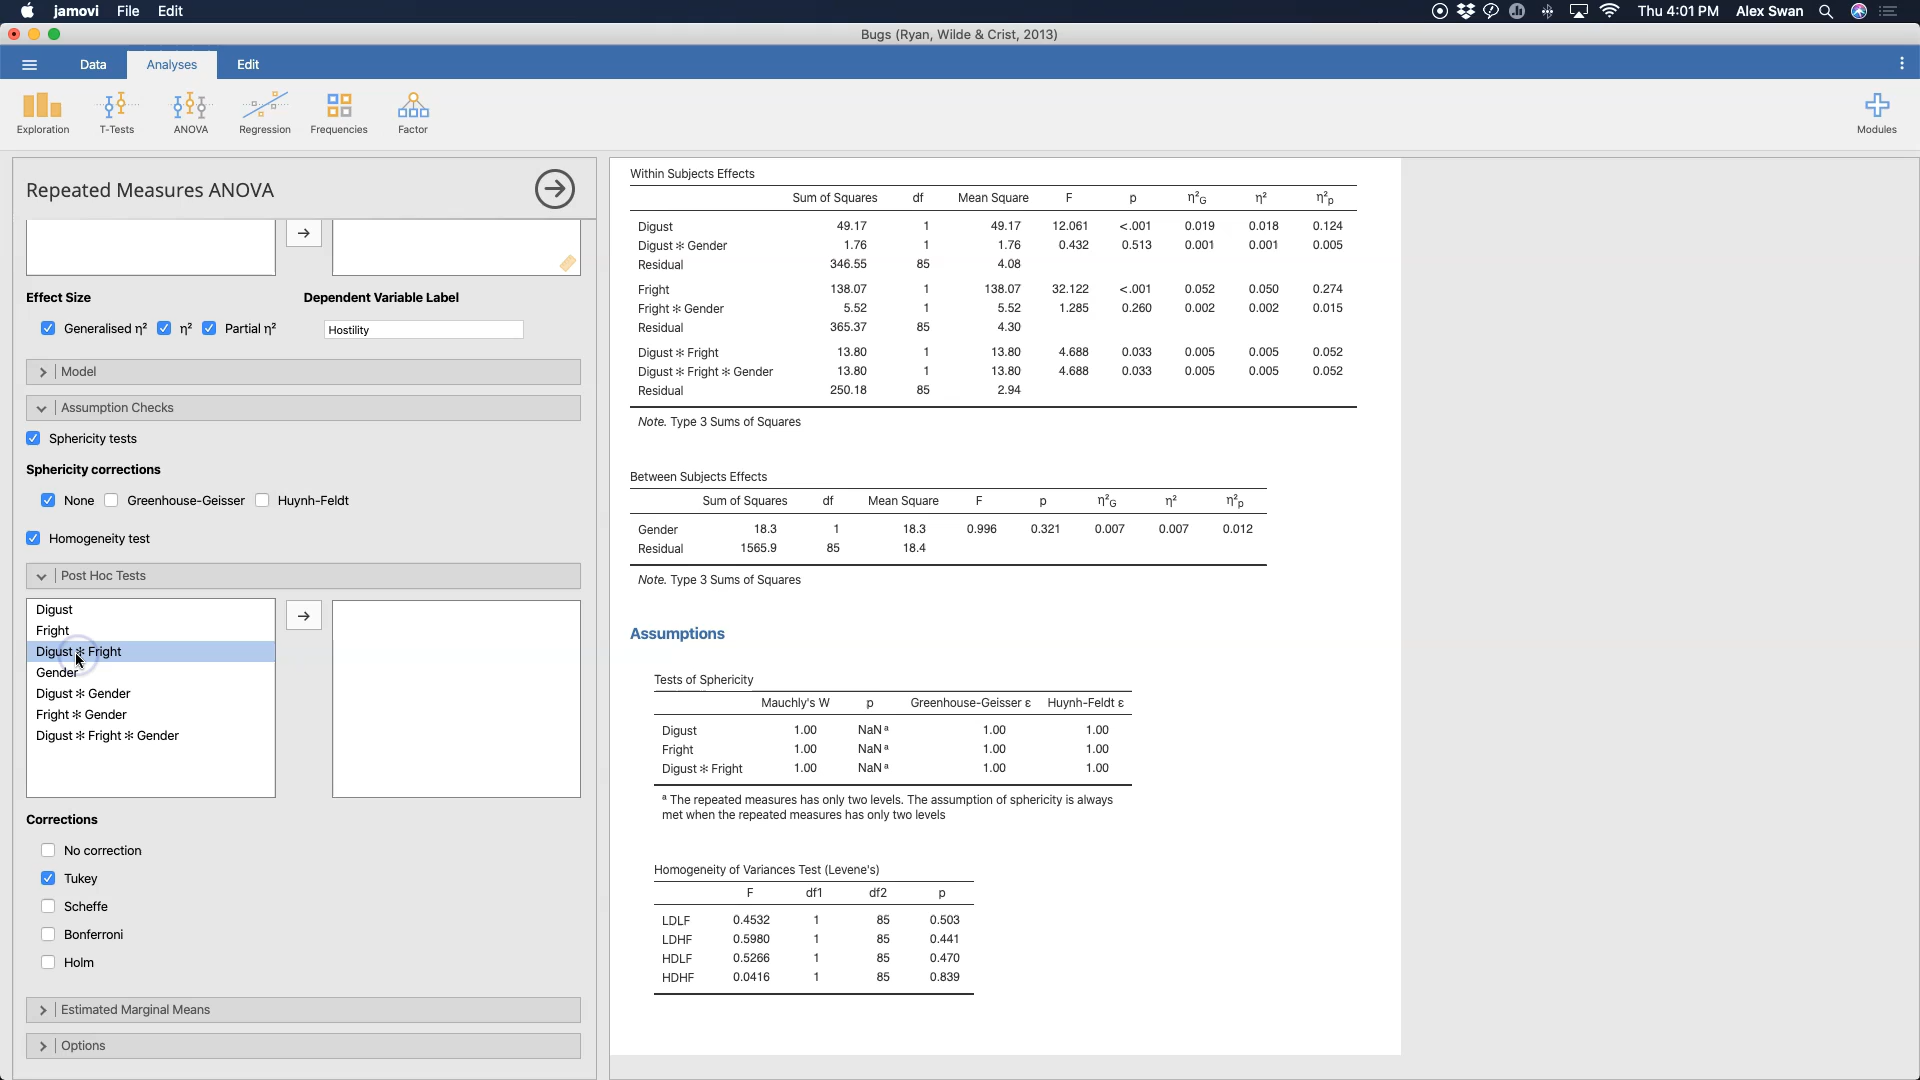 jamovi File Edit
Thu 4:01 PM Alex Swan
Bugs (Ryan, Wilde & Crist, 2013)
Data Analyses Edit
Exploration T-Tests ANOVA Regression Frequencies Factor Modules
Repeated Measures ANOVA
Effect Size Dependent Variable Label
Generalised η² η² Partial η² Hostility
Model
Assumption Checks
Sphericity tests
Sphericity corrections
None Greenhouse-Geisser Huynh-Feldt
Homogeneity test
Post Hoc Tests
Digust
Fright
Digust ✻ Fright
Gender
Digust ✻ Gender
Fright ✻ Gender
Digust ✻ Fright ✻ Gender
Corrections
No correction
Tukey
Scheffe
Bonferroni
Holm
Estimated Marginal Means
Options
Within Subjects Effects
Sum of Squares df Mean Square F p η²G η² η²p
Digust 49.17 1 49.17 12.061 <.001 0.019 0.018 0.124
Digust ✻ Gender 1.76 1 1.76 0.432 0.513 0.001 0.001 0.005
Residual 346.55 85 4.08
Fright 138.07 1 138.07 32.122 <.001 0.052 0.050 0.274
Fright ✻ Gender 5.52 1 5.52 1.285 0.260 0.002 0.002 0.015
Residual 365.37 85 4.30
Digust ✻ Fright 13.80 1 13.80 4.688 0.033 0.005 0.005 0.052
Digust ✻ Fright ✻ Gender 13.80 1 13.80 4.688 0.033 0.005 0.005 0.052
Residual 250.18 85 2.94
Note. Type 3 Sums of Squares
Between Subjects Effects
Sum of Squares df Mean Square F p η²G η² η²p
Gender 18.3 1 18.3 0.996 0.321 0.007 0.007 0.012
Residual 1565.9 85 18.4
Note. Type 3 Sums of Squares
Assumptions
Tests of Sphericity
Mauchly's W p Greenhouse-Geisser ε Huynh-Feldt ε
Digust 1.00 NaN ᵃ 1.00 1.00
Fright 1.00 NaN ᵃ 1.00 1.00
Digust ✻ Fright 1.00 NaN ᵃ 1.00 1.00
ᵃ The repeated measures has only two levels. The assumption of sphericity is always
met when the repeated measures has only two levels
Homogeneity of Variances Test (Levene's)
F df1 df2 p
LDLF 0.4532 1 85 0.503
LDHF 0.5980 1 85 0.441
HDLF 0.5266 1 85 0.470
HDHF 0.0416 1 85 0.839